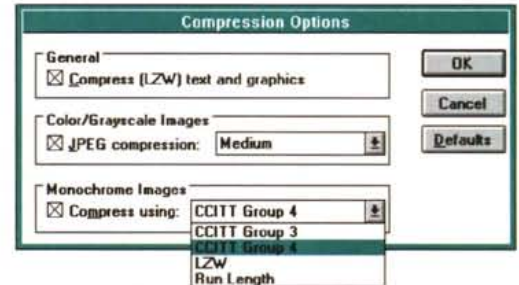 Compression Options
General
Compress (LZW) text and graphics
OK
Cancel
Defaults
Color/Grayscale Images
JPEG compression: Medium
Monochrome Images
Compress using: CCITT Group 4
CCITT Group 3
CCITT Group 4
LZW
Run Length